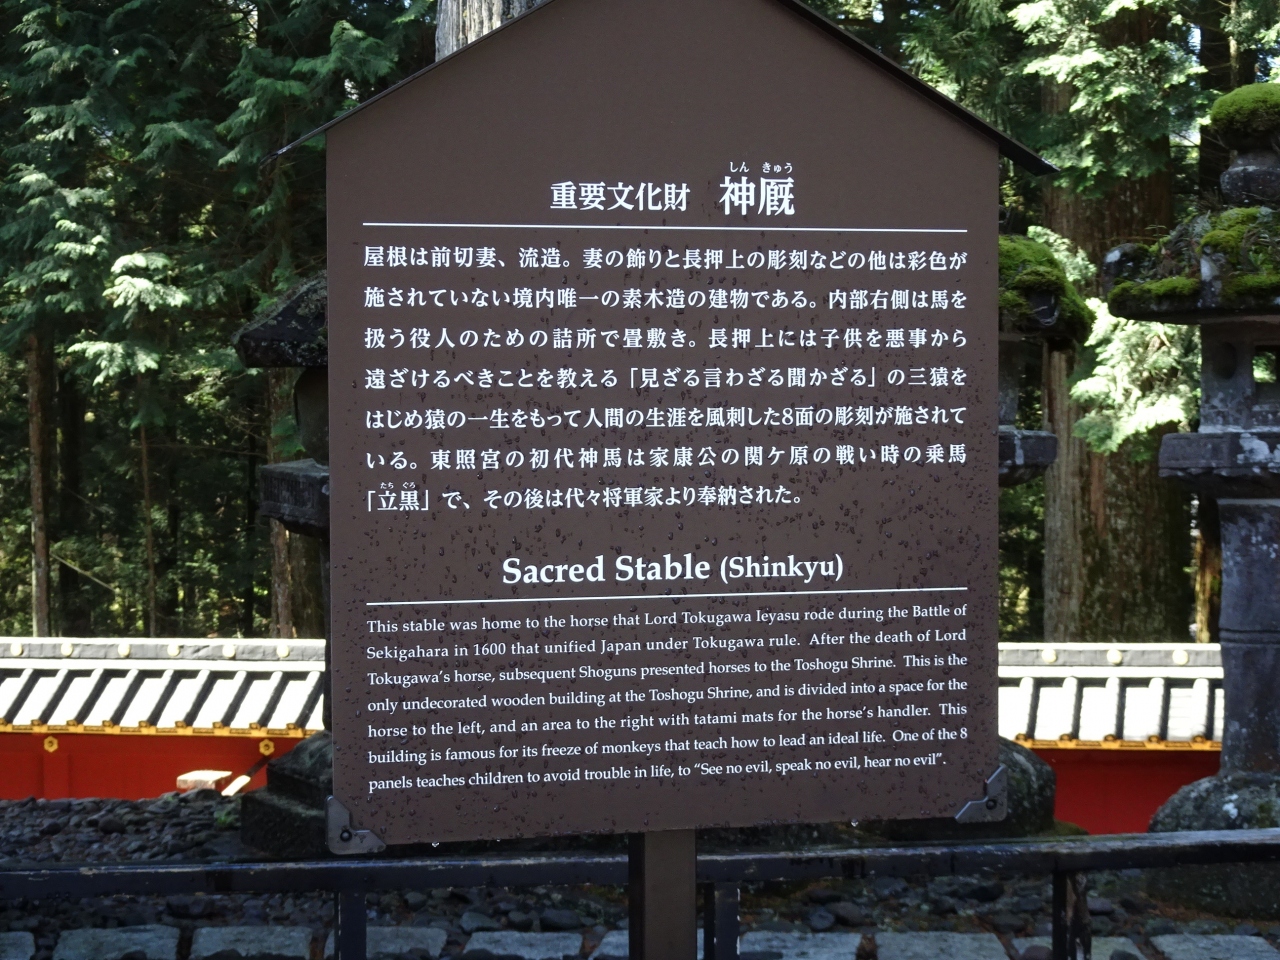 しん きゅう
重要文化財 神厩
屋根は前切妻、流造。妻の飾りと長押上の彫刻などの他は彩色が
施されていない境内唯一の素木造の建物である。内部右側は馬を
扱う役人のための詰所で畳敷き。長押上には子供を悪事から
遠ざけるべきことを教える「見ざる言わざる聞かざる」の三猿を
はじめ猿の一生をもって人間の生涯を風刺した8面の彫刻が施されて
いる。東照宮の初代神馬は家康公の関ケ原の戦い時の乗馬
たち ぐろ
「立黒」で、その後は代々将軍家より奉納された。
Sacred Stable (Shinkyu)
This stable was home to the horse that Lord Tokugawa Ieyasu rode during the Battle of
Sekigahara in 1600 that unified Japan under Tokugawa rule. After the death of Lord
Tokugawa's horse, subsequent Shoguns presented horses to the Toshogu Shrine. This is the
only undecorated wooden building at the Toshogu Shrine, and is divided into a space for the
horse to the left, and an area to the right with tatami mats for the horse's handler. This
building is famous for its freeze of monkeys that teach how to lead an ideal life. One of the 8
panels teaches children to avoid trouble in life, to “See no evil, speak no evil, hear no evil”.